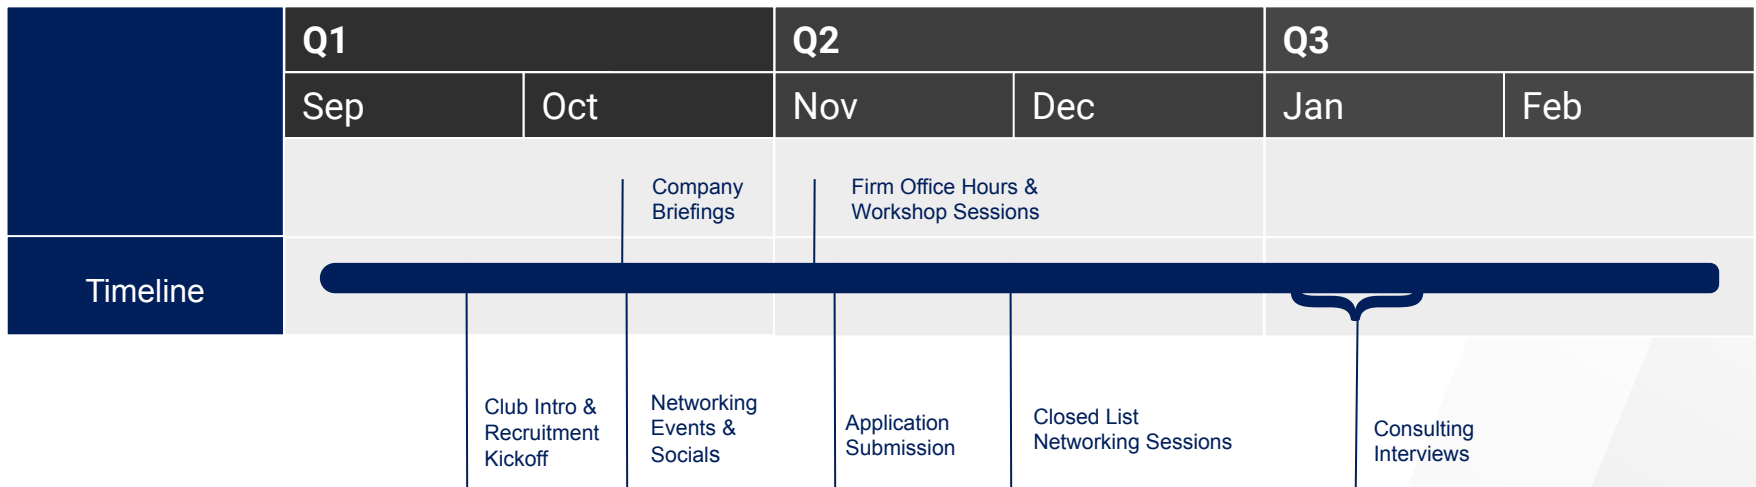 Q1
Q2
Q3
Sep
Oct
Nov
Dec
Jan
Feb
Company
Briefings
Firm Office Hours &
Workshop Sessions
Timeline
Club Intro &
Recruitment
Kickoff
Networking
Events &
Socials
Application
Submission
Closed List
Networking Sessions
Consulting
Interviews